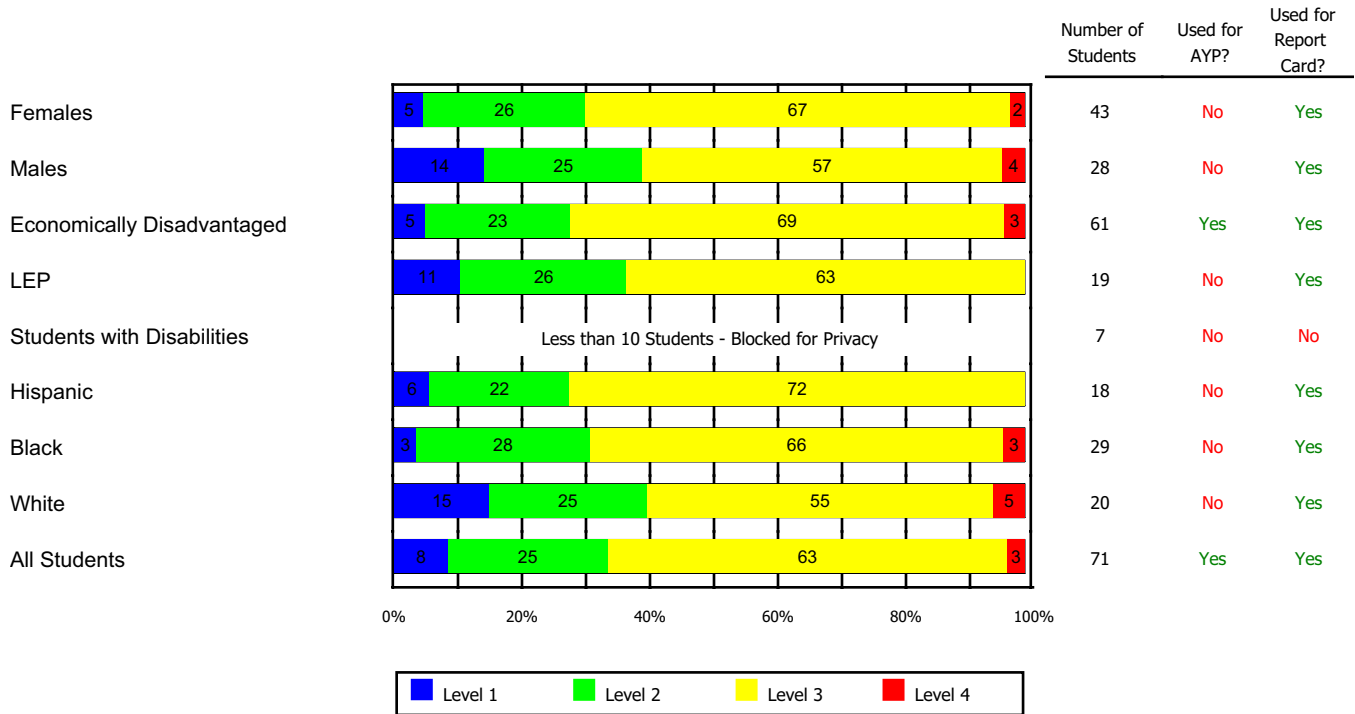 Number of Students Used for AYP? Used for Report Card?
Females 5 26 67 2 43 No Yes
Males 14 25 57 4 28 No Yes
Economically Disadvantaged 5 23 69 3 61 Yes Yes
LEP 11 26 63 19 No Yes
Students with Disabilities Less than 10 Students - Blocked for Privacy 7 No No
Hispanic 6 22 72 18 No Yes
Black 3 28 66 3 29 No Yes
White 15 25 55 5 20 No Yes
All Students 8 25 63 3 71 Yes Yes
0% 20% 40% 60% 80% 100%
Level 1 Level 2 Level 3 Level 4